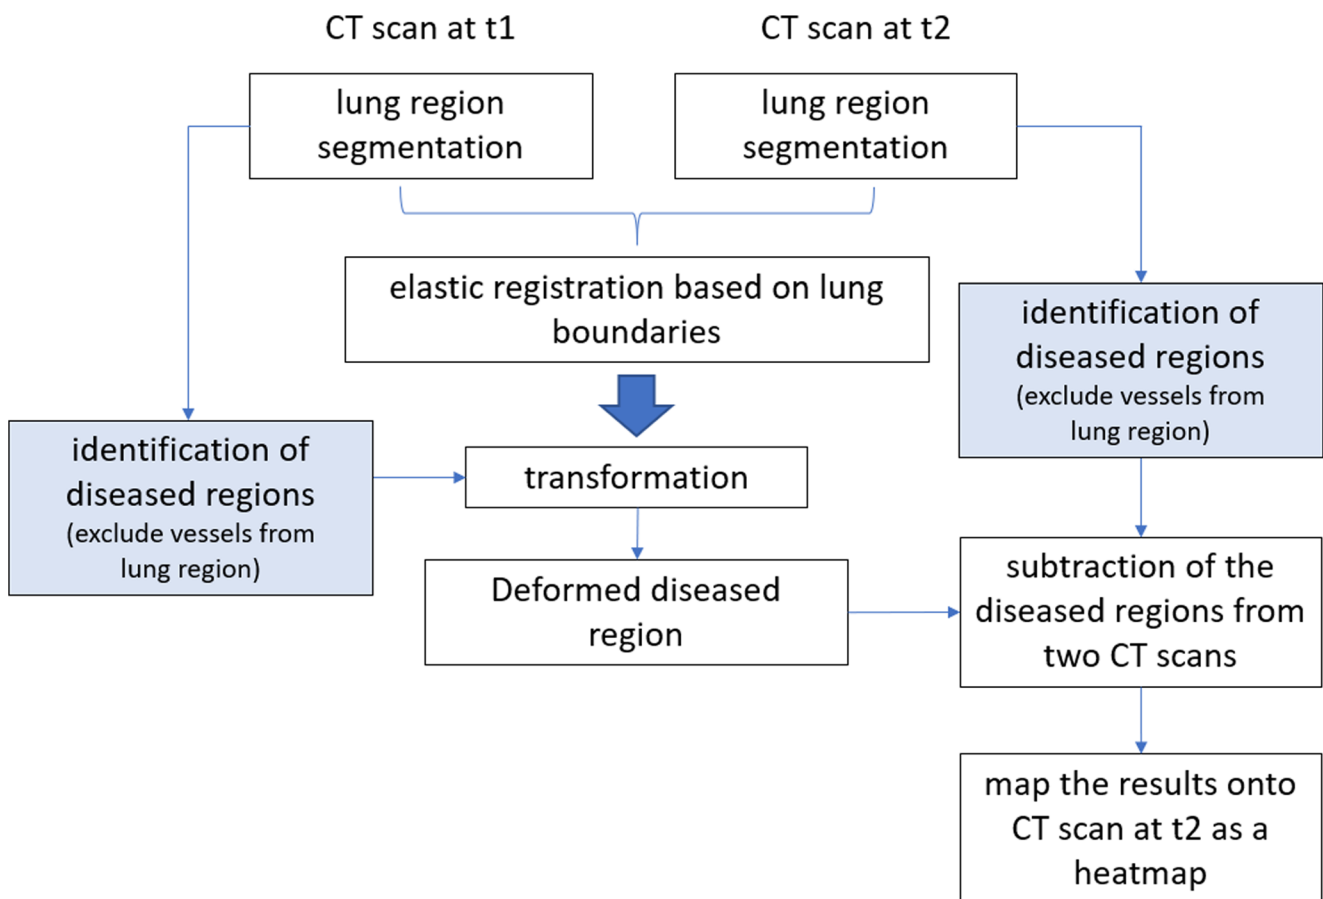 CT scan at t1
CT scan at t2
lung region
segmentation
lung region
segmentation
elastic registration based on lung
boundaries
identification of
diseased regions
(exclude vessels from
lung region)
identification of
diseased regions
(exclude vessels from
lung region)
transformation
Deformed diseased
region
subtraction of the
diseased regions from
two CT scans
map the results onto
CT scan at t2 as a
heatmap